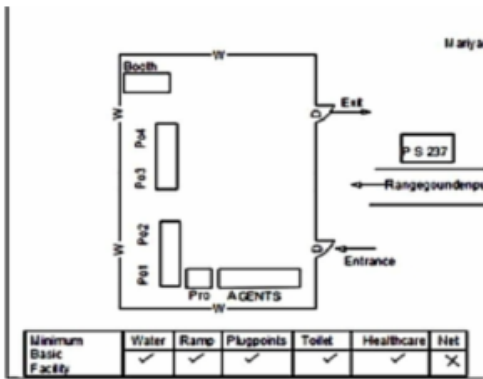 Mariya
W
Booth
Exit
W
W
D
Po4
P S 237
Po3
Rangegoundenpe
Po2
W
D
Entrance
Po1
Pro AGENTS
W
Minimum Basic Facility Water Ramp Plugpoints Toilet Healthcare Net